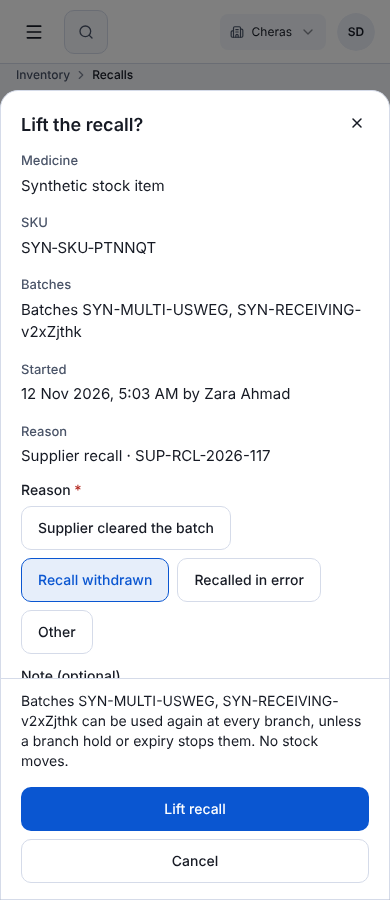 Cheras
SD
Inventory > Recalls
Lift the recall?
Medicine
Synthetic stock item
SKU
SYN-SKU-PTNNQT
Batches
Batches SYN-MULTI-USWEG, SYN-RECEIVING-
v2xZjthk
Started
12 Nov 2026, 5:03 AM by Zara Ahmad
Reason
Supplier recall · SUP-RCL-2026-117
Reason *
Supplier cleared the batch
Recall withdrawn
Recalled in error
Other
Note (optional)
Batches SYN-MULTI-USWEG, SYN-RECEIVING-
v2xZjthk can be used again at every branch, unless
a branch hold or expiry stops them. No stock
moves.
Lift recall
Cancel